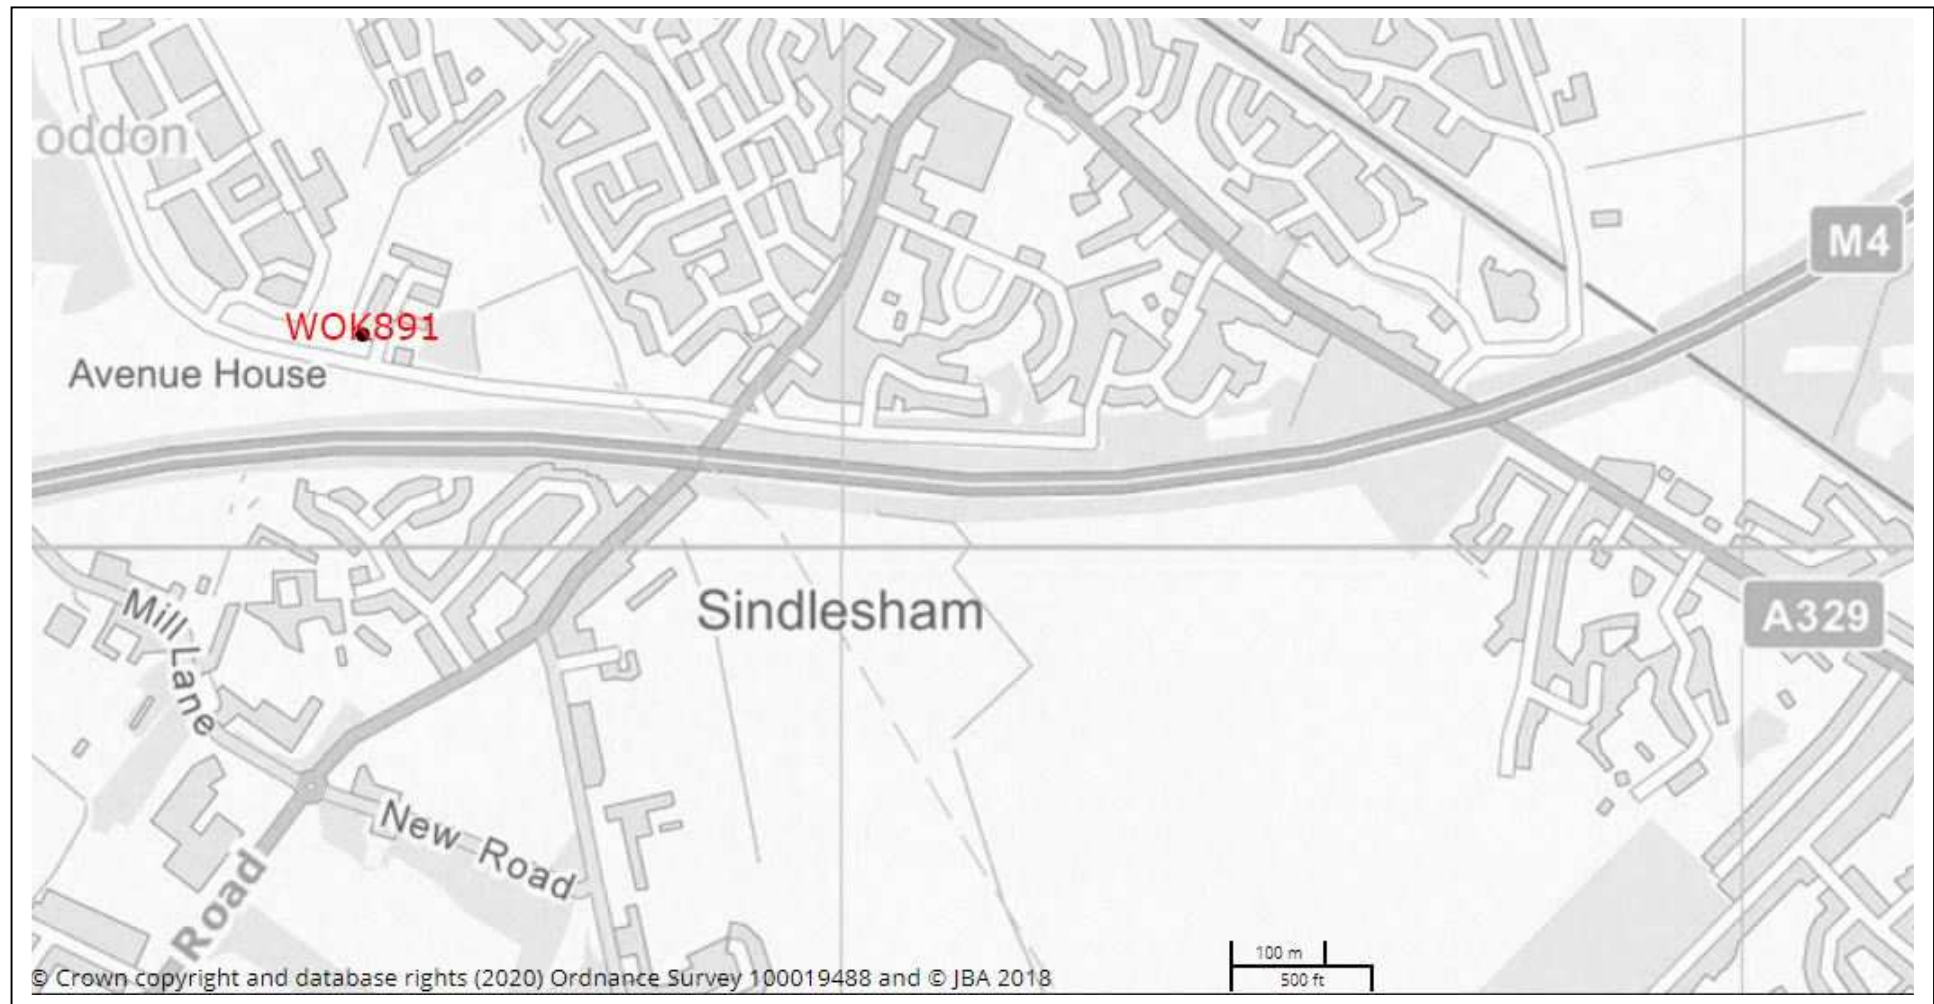 oddon
M4
WOK891
Avenue House
Sindlesham
A329
Mill Lane
New Road
Road
100 m
500 ft
© Crown copyright and database rights (2020) Ordnance Survey 100019488 and © JBA 2018